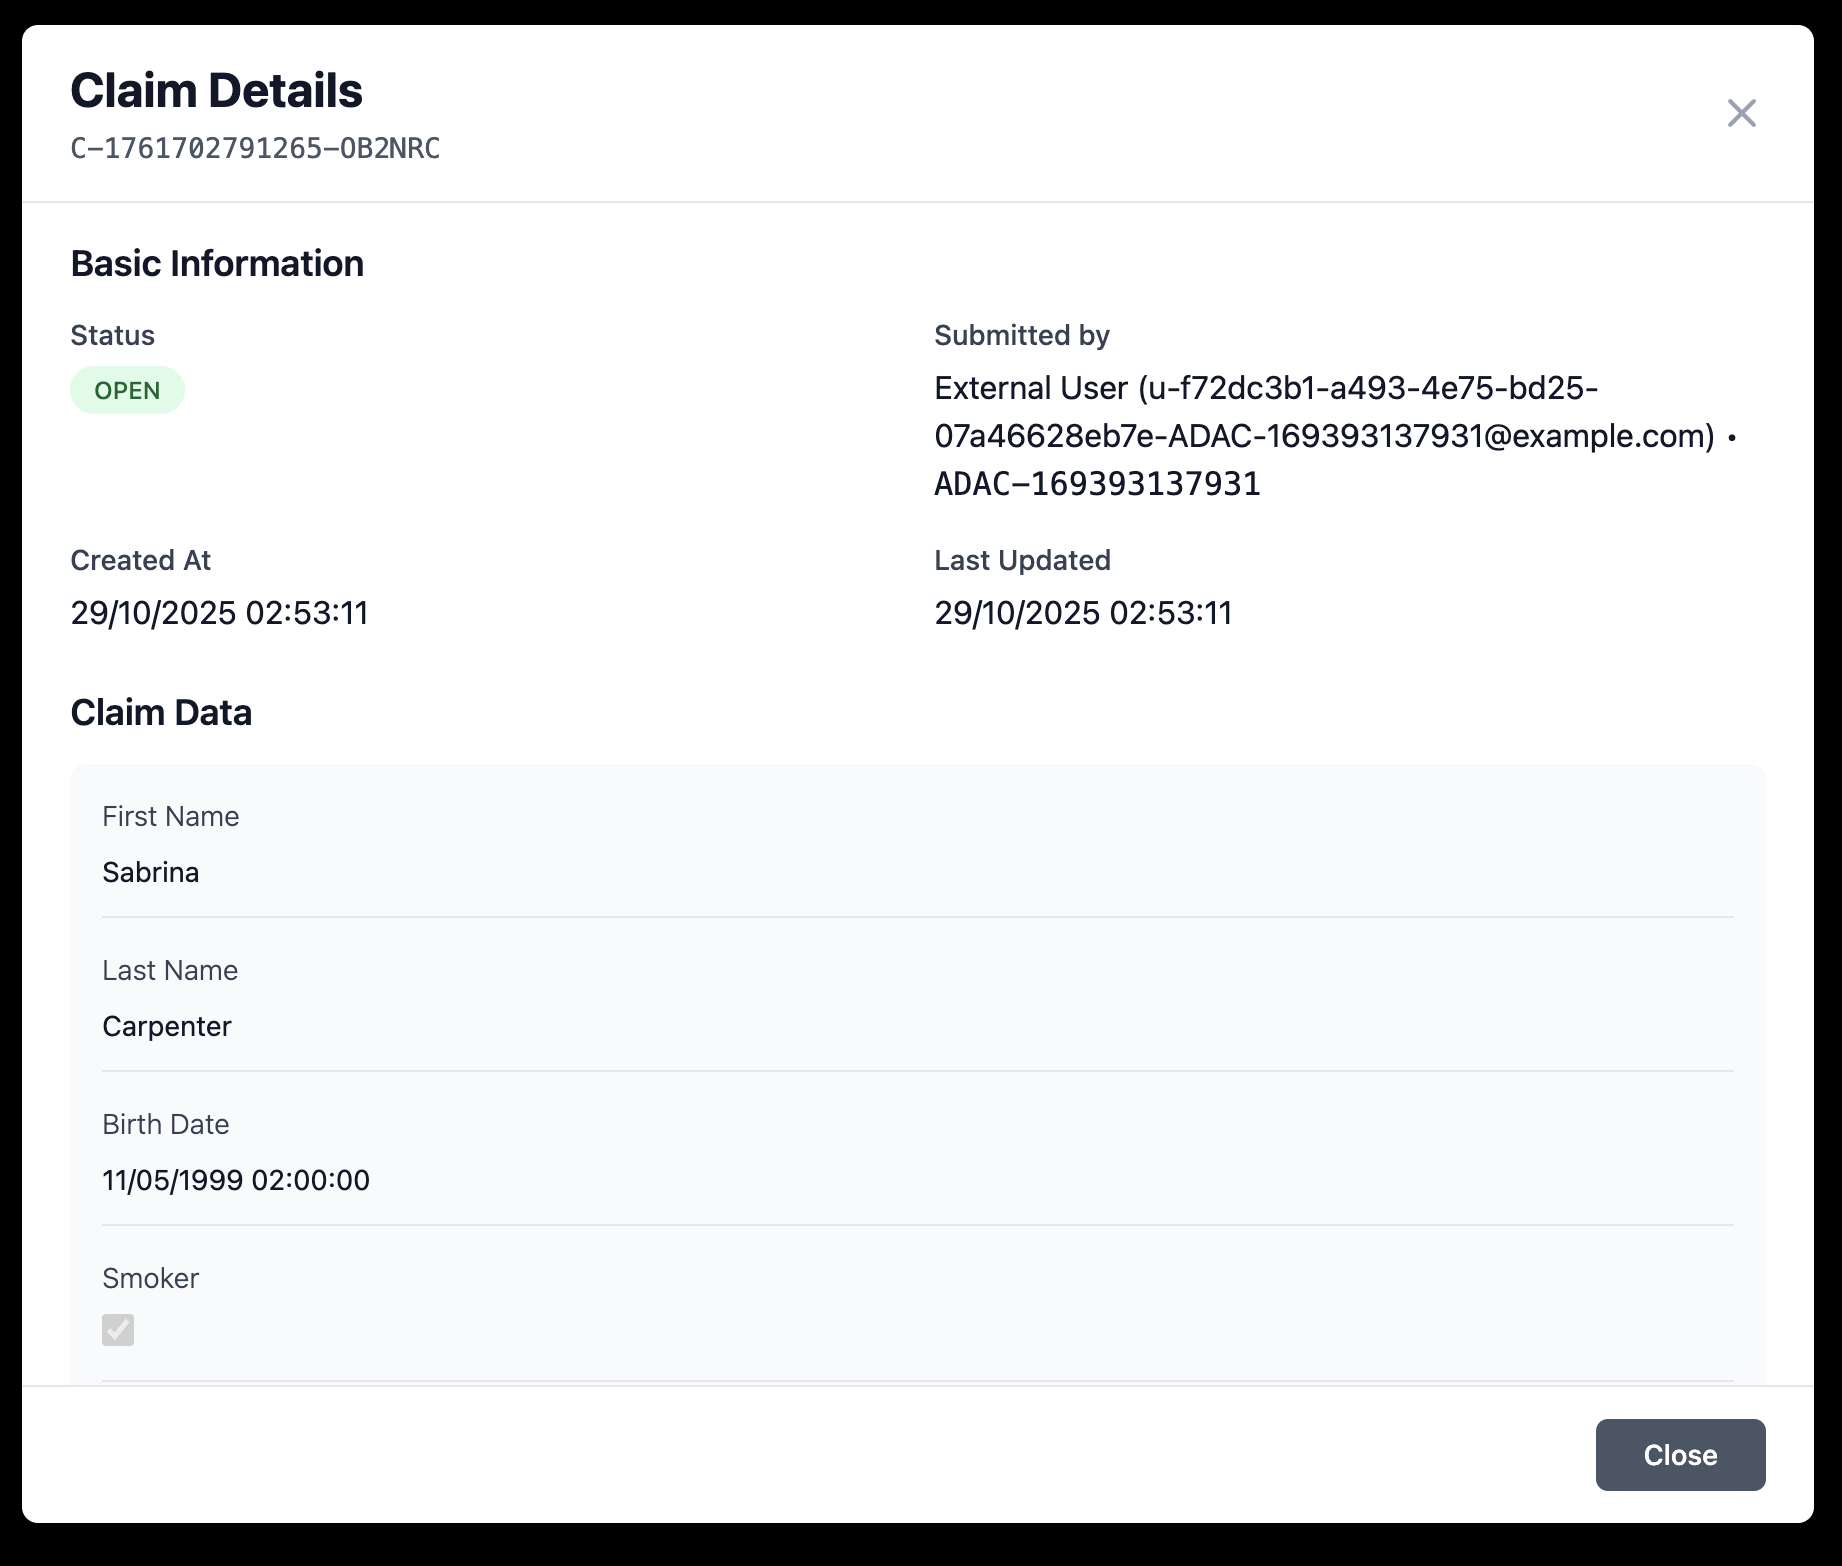 Claim Details
C-1761702791265-OB2NRC
Basic Information
Status
OPEN
Submitted by
External User (u-f72dc3b1-a493-4e75-bd25-
07a46628eb7e-ADAC-169393137931@example.com) •
ADAC-169393137931
Created At
29/10/2025 02:53:11
Last Updated
29/10/2025 02:53:11
Claim Data
First Name
Sabrina
Last Name
Carpenter
Birth Date
11/05/1999 02:00:00
Smoker
Close